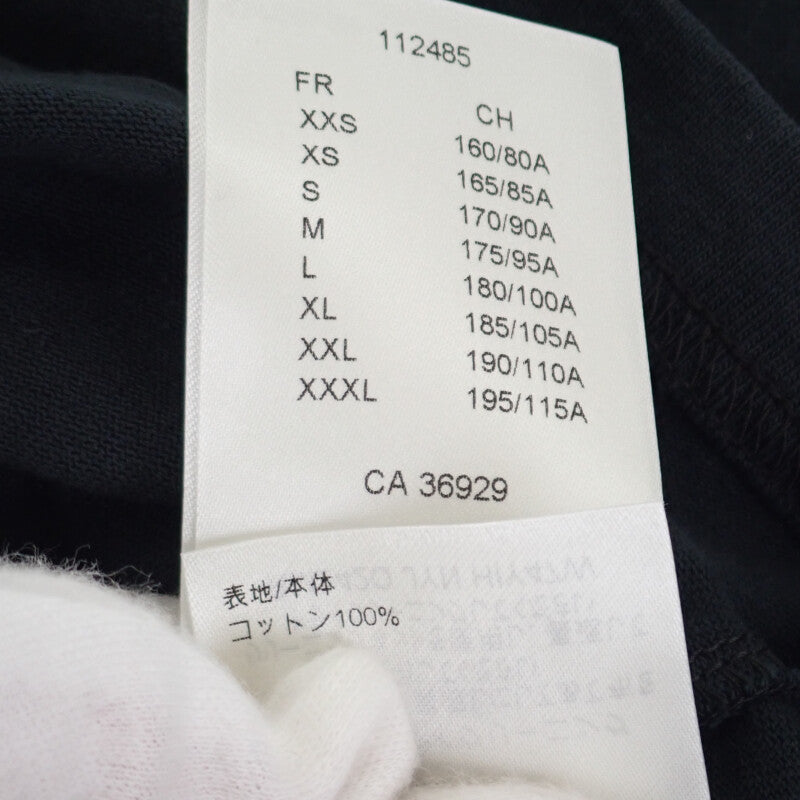 112485
FR CH
XXS 160/80A
XS 165/85A
S 170/90A
M 175/95A
L 180/100A
XL 185/105A
XXL 190/110A
XXXL 195/115A
CA 36929
表地/本体
コットン100%